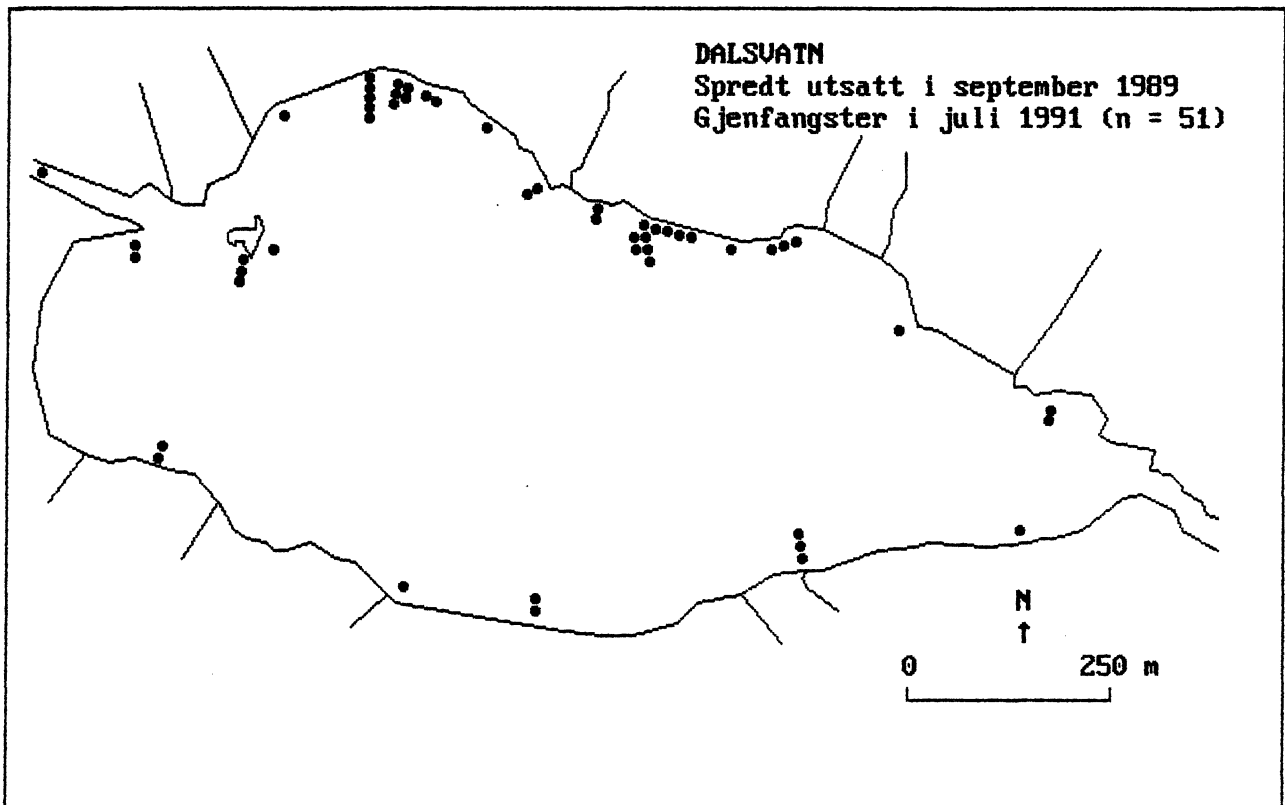 DALSVATN
Spredt utsatt i september 1989
Gjenfangster i juli 1991 (n = 51)
N
0 250 m